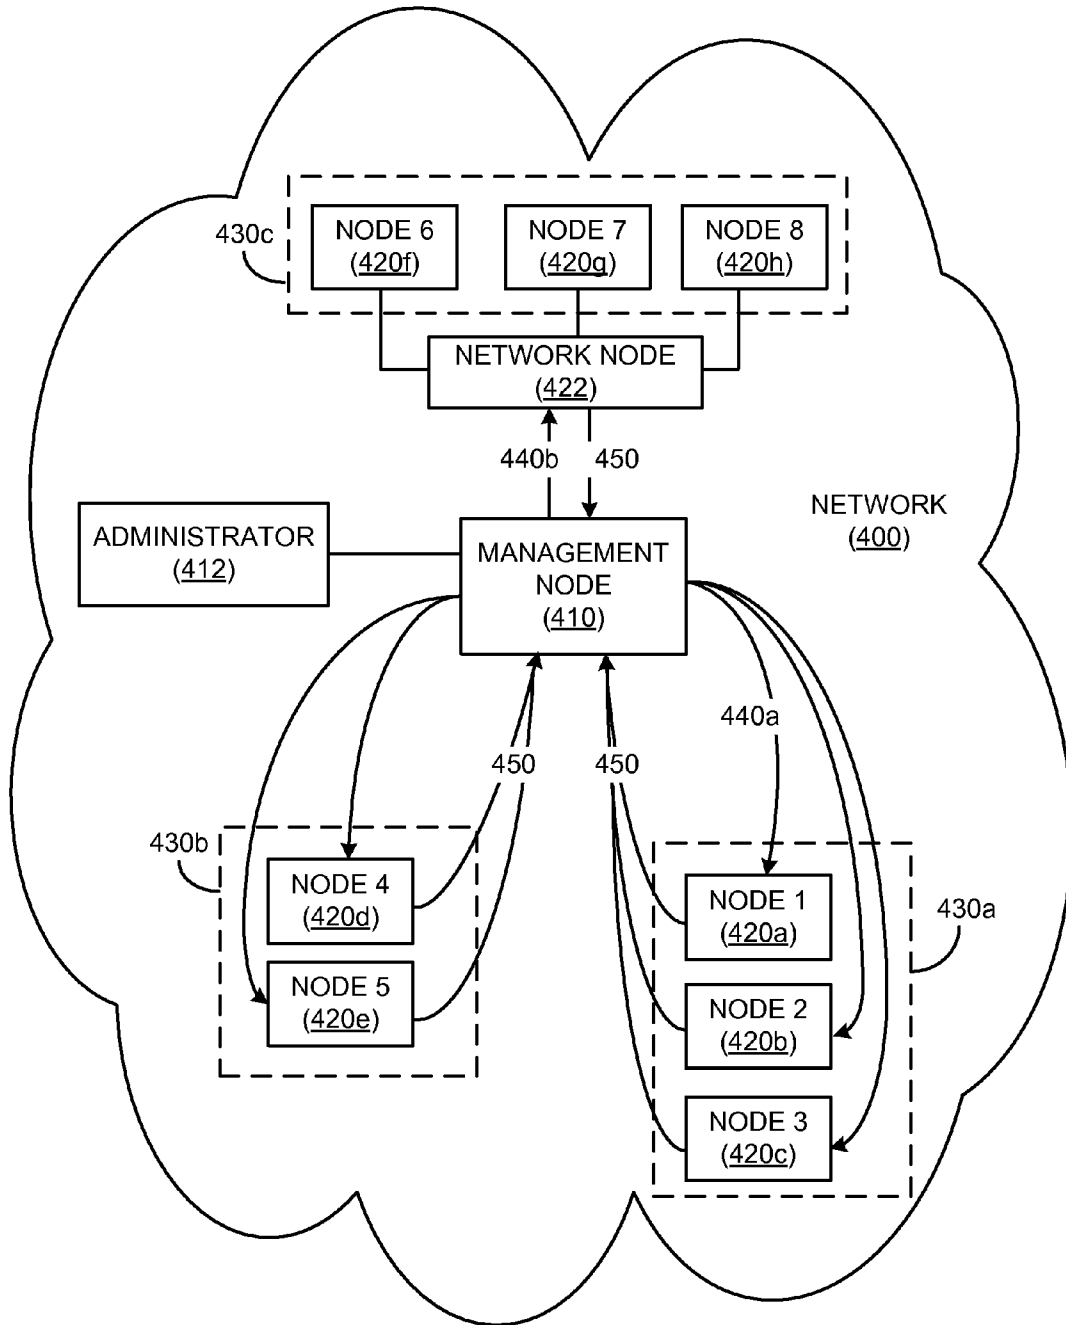 430c
NODE 6
(420f)
NODE 7
(420g)
NODE 8
(420h)
NETWORK NODE
(422)
440b
450
NETWORK
(400)
ADMINISTRATOR
(412)
MANAGEMENT
NODE
(410)
440a
450
450
430b
NODE 4
(420d)
NODE 5
(420e)
430a
NODE 1
(420a)
NODE 2
(420b)
NODE 3
(420c)